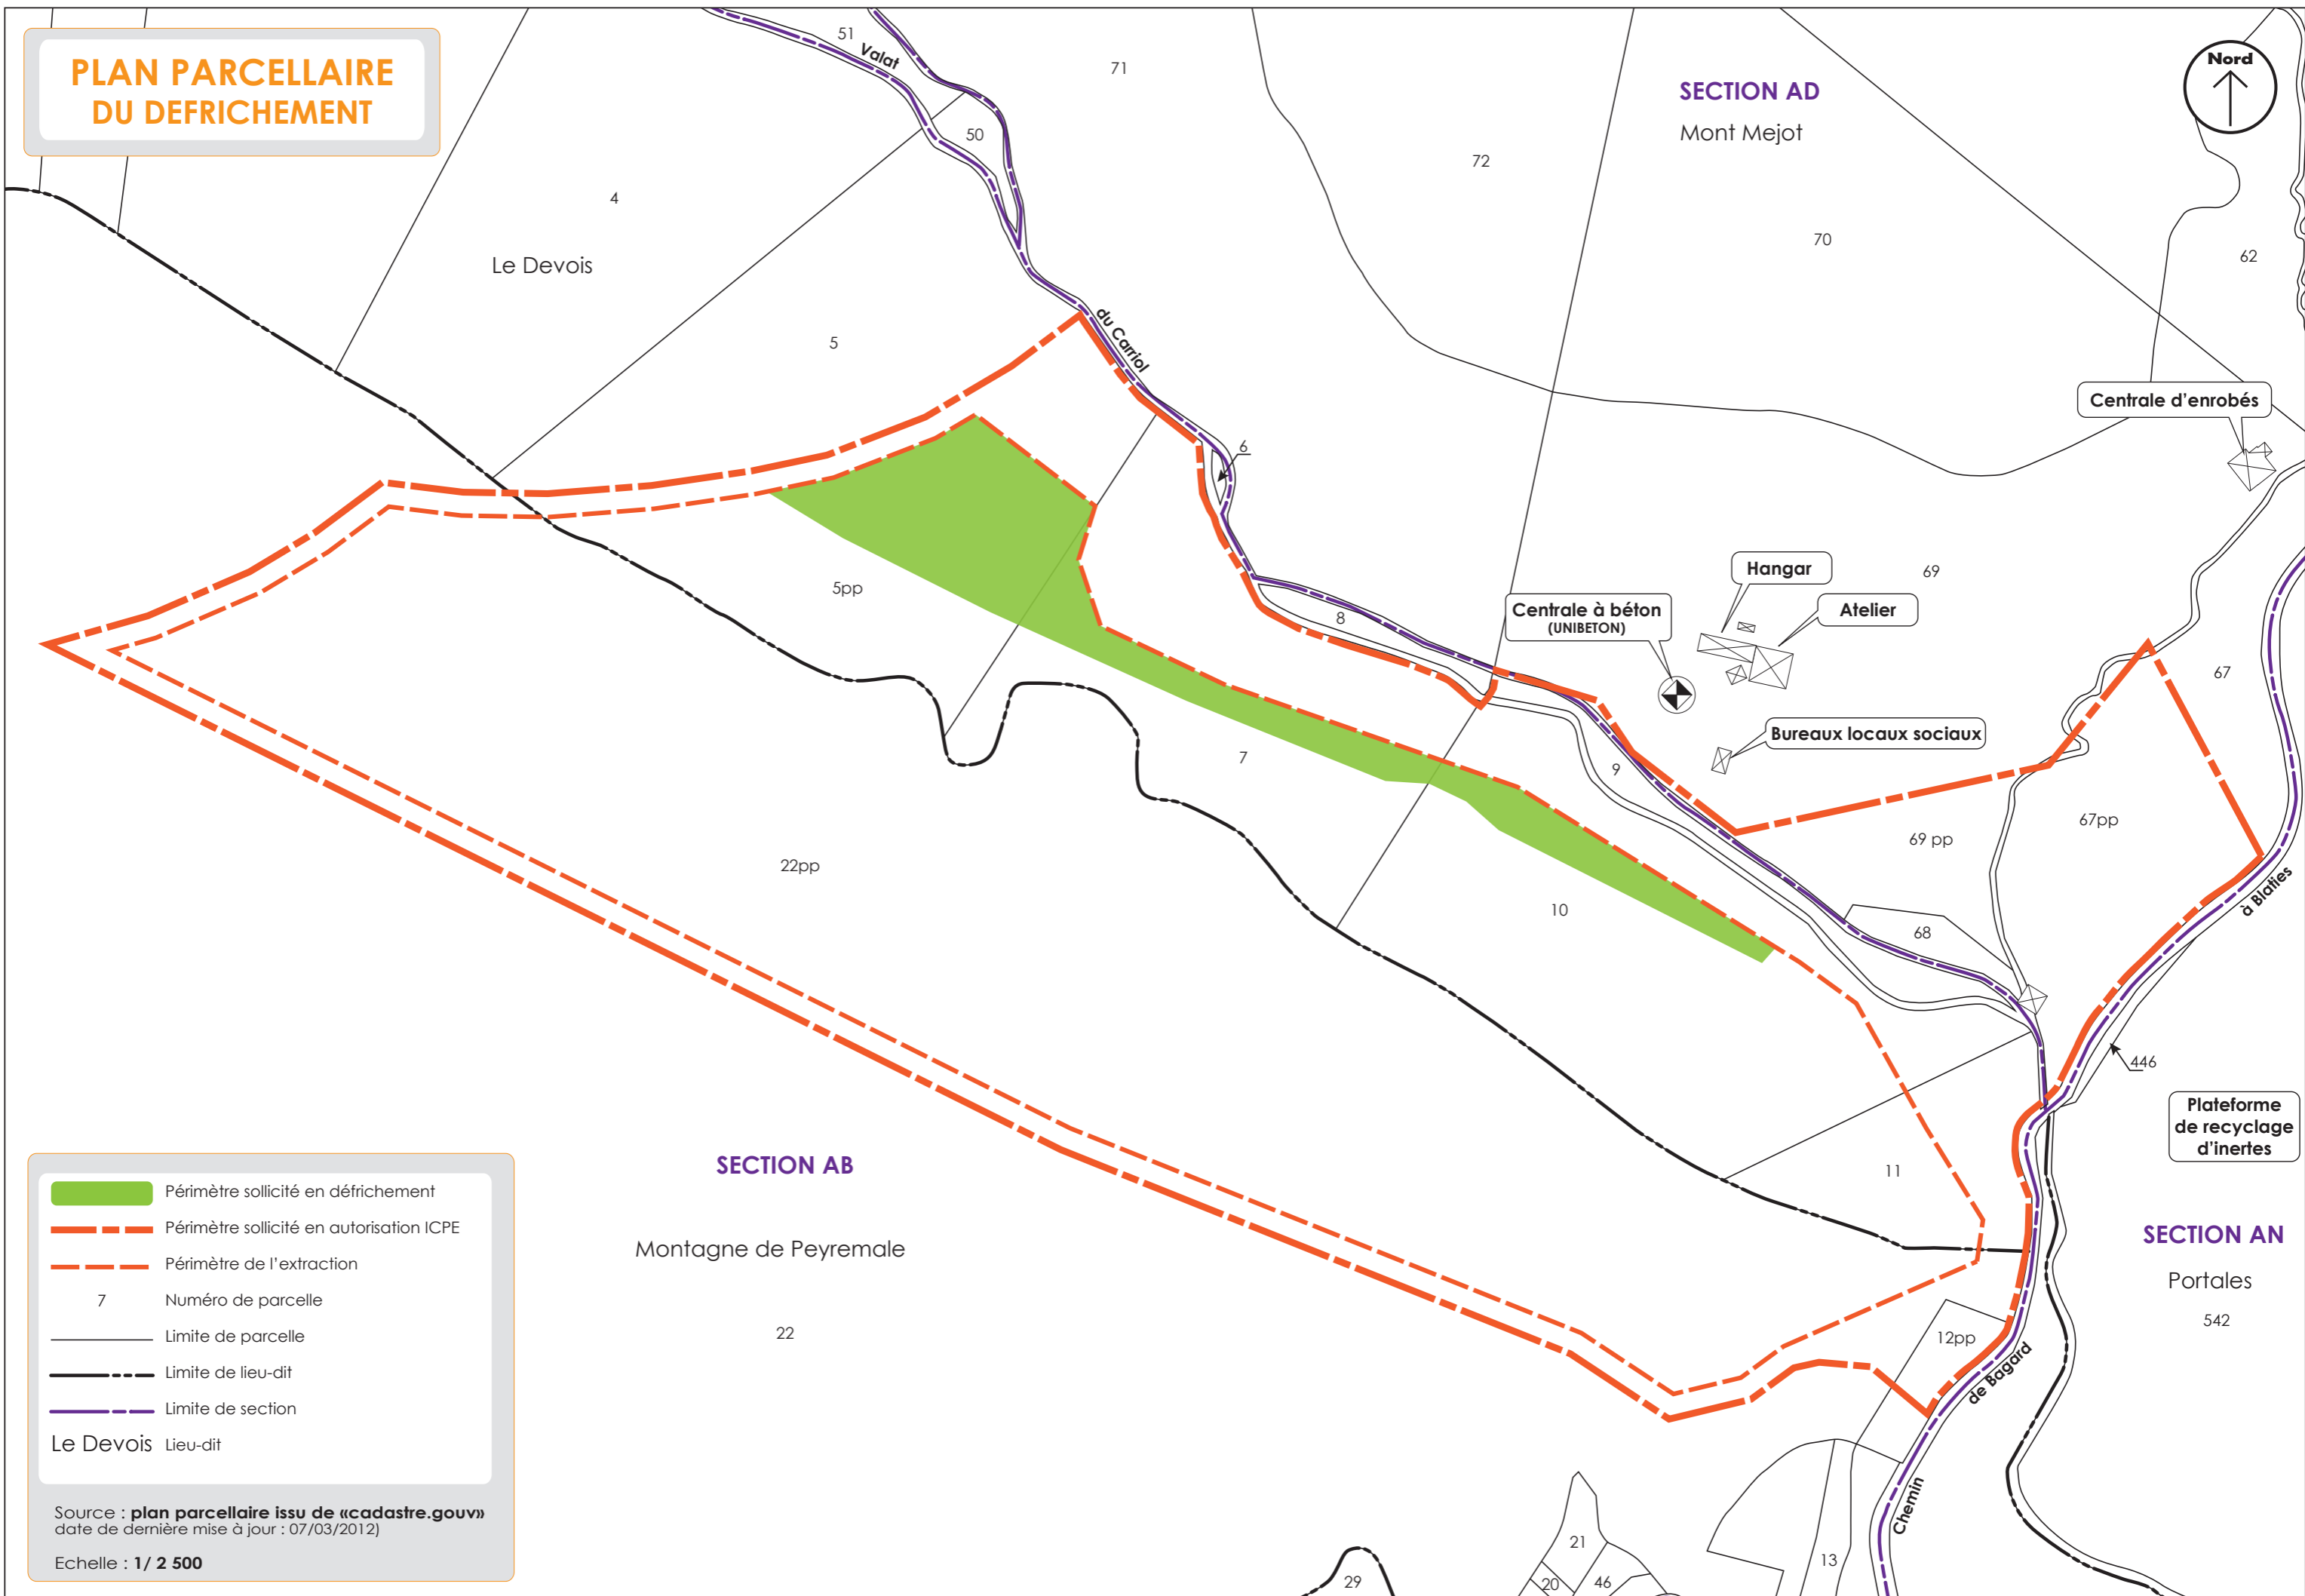 PLAN PARCELLAIRE
DU DEFRICHEMENT
51
Valat
71
50
4
Le Devois
5
du Carriol
72
SECTION AD
Mont Mejot
70
Nord
62
Centrale d'enrobés
6
8
5pp
7
22pp
Centrale à béton
(UNIBETON)
Hangar
Atelier
69
Bureaux locaux sociaux
9
67
67pp
69 pp
68
10
à Blaties
446
Plateforme
de recyclage
d'inertes
11
SECTION AB
Montagne de Peyremale
22
SECTION AN
Portales
542
12pp
de Bagard
Chemin
13
21
20
46
29
Périmètre sollicité en défrichement
Périmètre sollicité en autorisation ICPE
Périmètre de l'extraction
7 Numéro de parcelle
Limite de parcelle
Limite de lieu-dit
Limite de section
Le Devois Lieu-dit
Source : plan parcellaire issu de «cadastre.gouv»
date de dernière mise à jour : 07/03/2012)
Echelle : 1/ 2 500